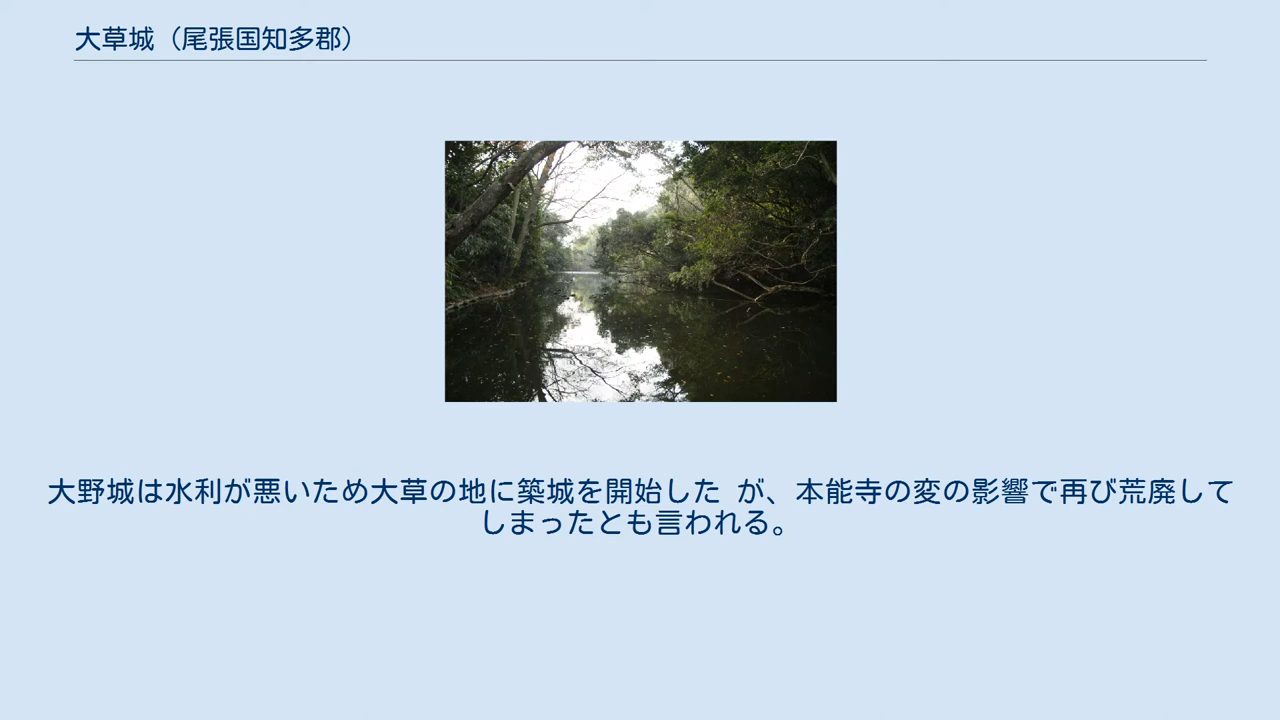 大草城（尾張国知多郡）
大野城は水利が悪いため大草の地に築城を開始した が、本能寺の変の影響で再び荒廃して
しまったとも言われる。